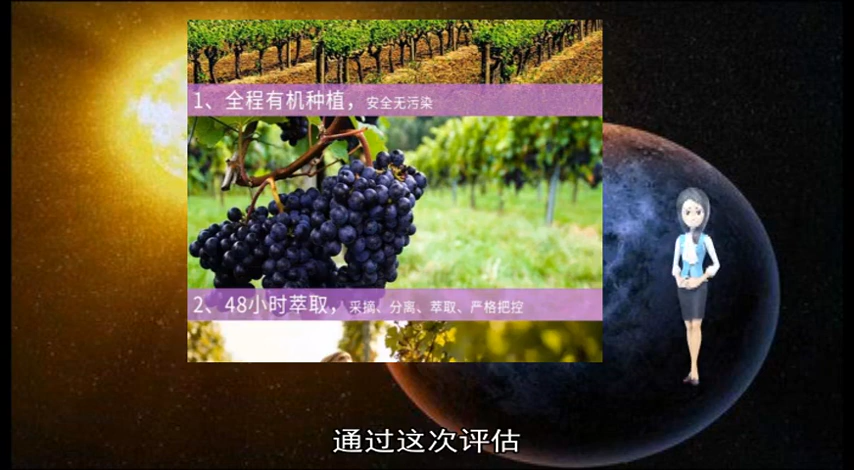 1、全程有机种植，安全无污染
2、48小时萃取，采摘、分离、萃取、严格把控
通过这次评估